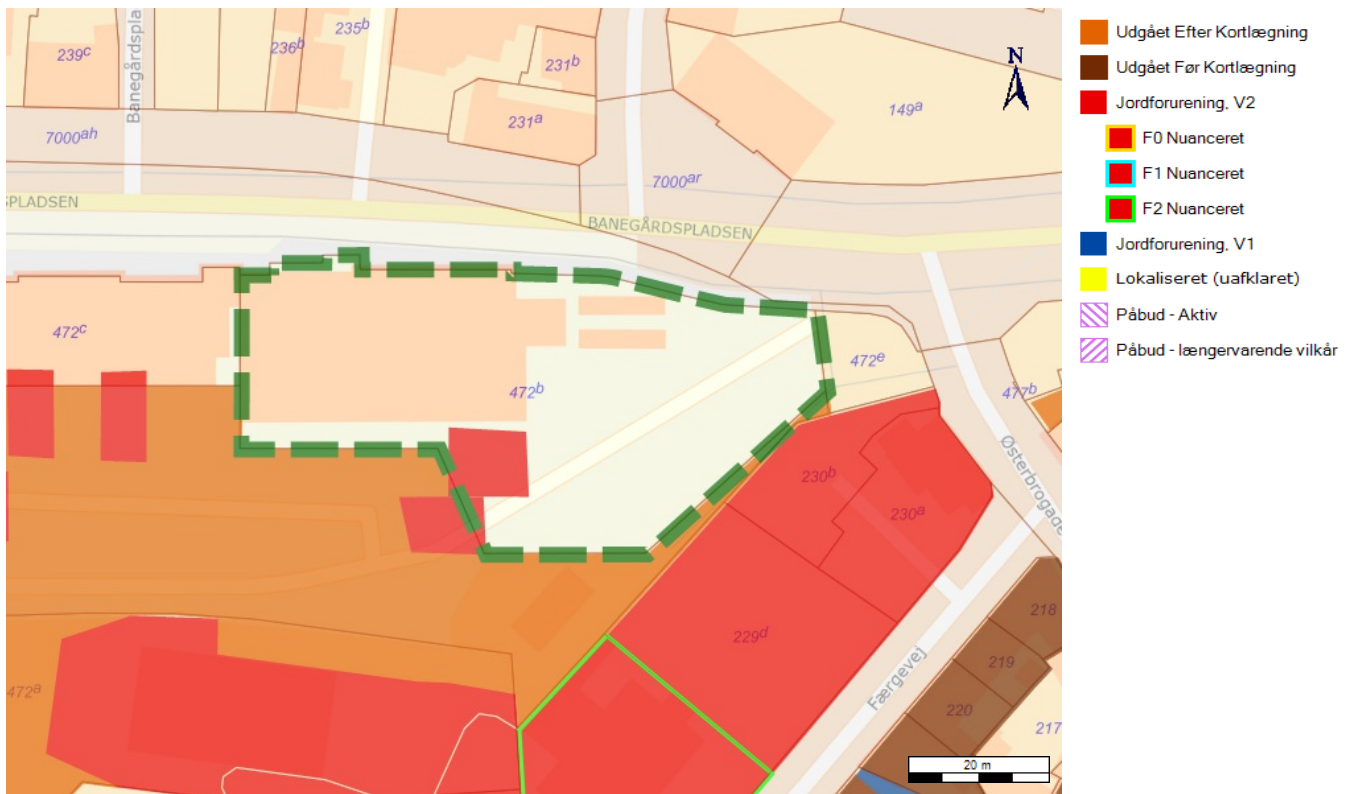 239c
236b
235b
231b
231a
149a
7000ah
7000ar
Banegårdspla
SPLADSEN
BANEGÅRDSPLADSEN
N
472c
472b
472e
477b
Østerbrogade
230b
230a
229d
Færgevej
218
219
220
217
472a
20 m
Udgået Efter Kortlægning
Udgået Før Kortlægning
Jordforurening, V2
F0 Nuanceret
F1 Nuanceret
F2 Nuanceret
Jordforurening, V1
Lokaliseret (uafklaret)
Påbud - Aktiv
Påbud - længervarende vilkår